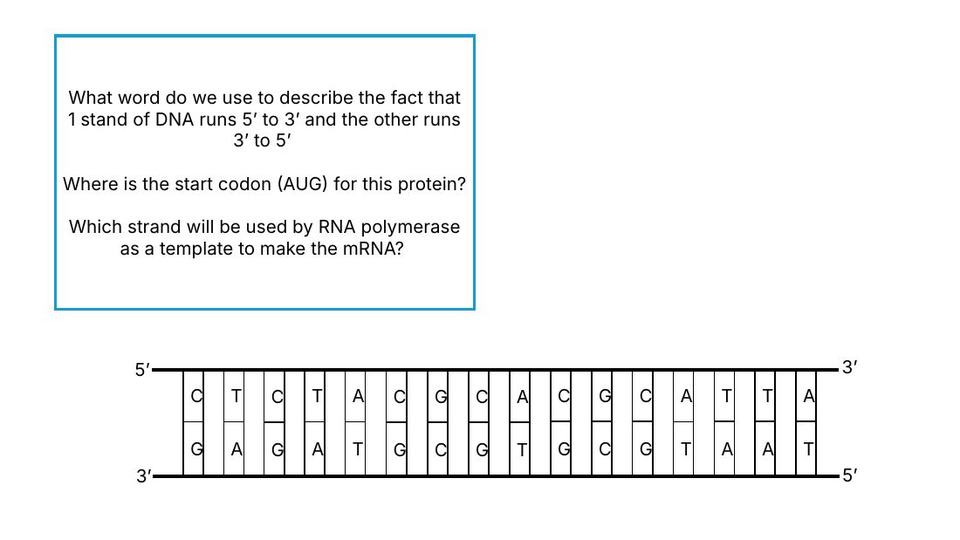 What word do we use to describe the fact that
1 stand of DNA runs 5’ to 3’ and the other runs
3’ to 5’
Where is the start codon (AUG) for this protein?
Which strand will be used by RNA polymerase
as a template to make the mRNA?
5’ 3’
C T C T A C G C A C G C A T T A
G A G A T G C G T G C G T A A T
3’ 5’